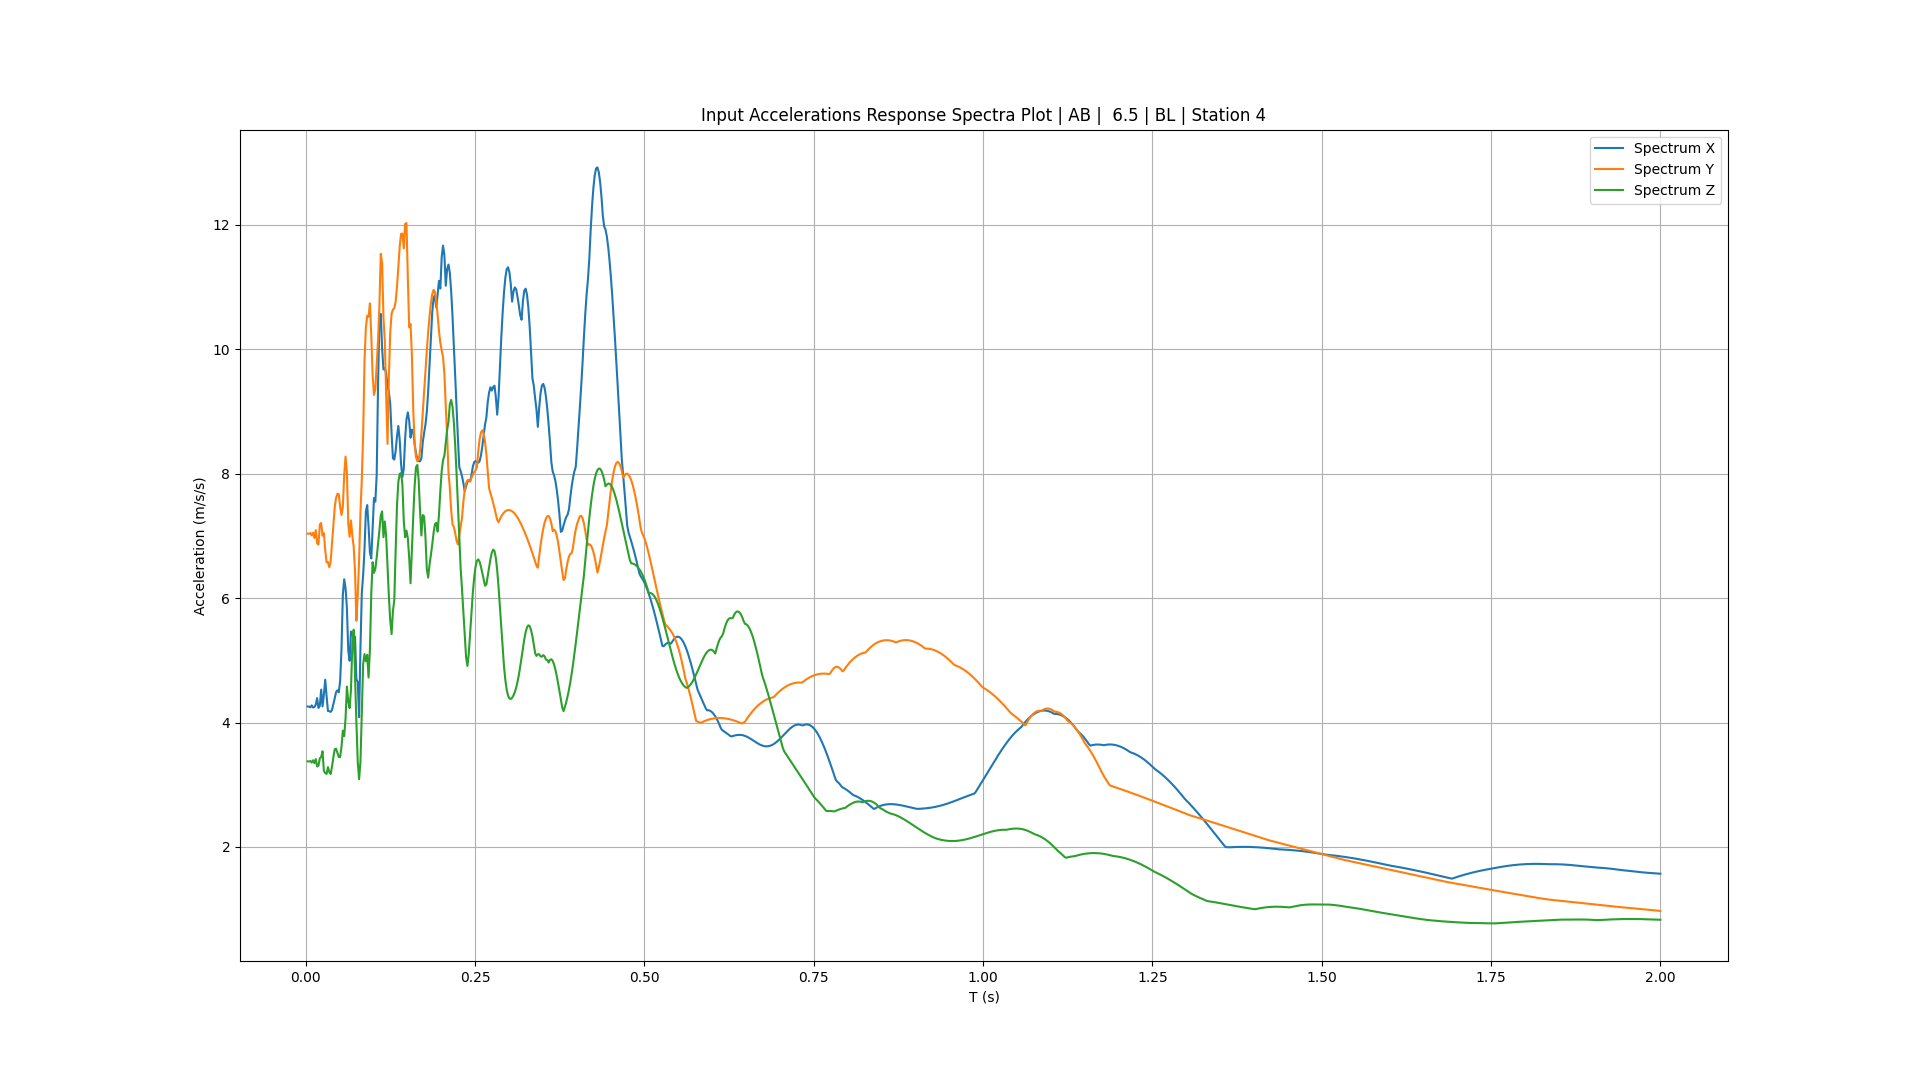 Input Accelerations Response Spectra Plot | AB |  6.5 | BL | Station 4
Spectrum X
Spectrum Y
Spectrum Z
12
10
8
6
4
2
Acceleration (m/s/s)
0.00 0.25 0.50 0.75 1.00 1.25 1.50 1.75 2.00
T (s)